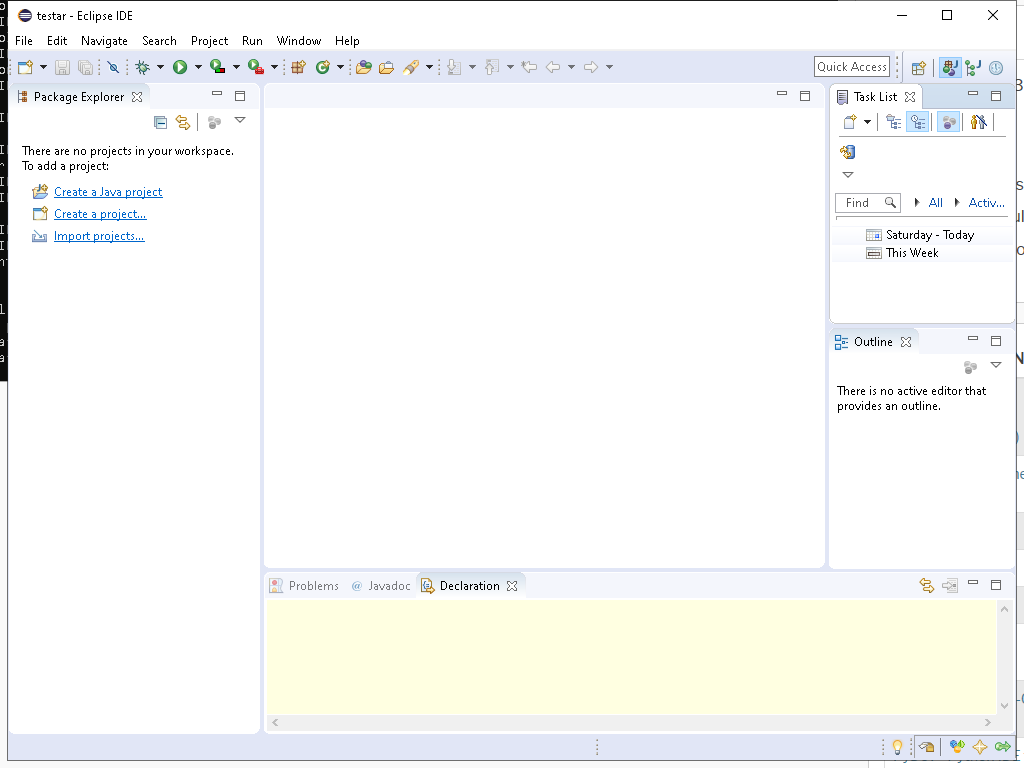 testar - Eclipse IDE
File Edit Navigate Search Project Run Window Help
Quick Access
Package Explorer
There are no projects in your workspace.
To add a project:
Create a Java project
Create a project...
Import projects...
Task List
Find All Activ...
Saturday - Today
This Week
Outline
There is no active editor that
provides an outline.
Problems @ Javadoc Declaration